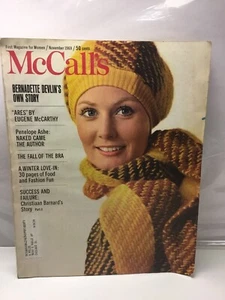 First Magazine for Women / November 1969 / 50 cents
McCall's
BERNADETTE DEVLIN'S
OWN STORY
"ARES" BY
EUGENE McCARTHY
Penelope Ashe:
NAKED CAME
THE AUTHOR
THE FALL OF THE BRA
A WINTER LOVE-IN:
30 pages of Food
and Fashion Fun
SUCCESS AND
FAILURE:
Christiaan Barnard's
Story